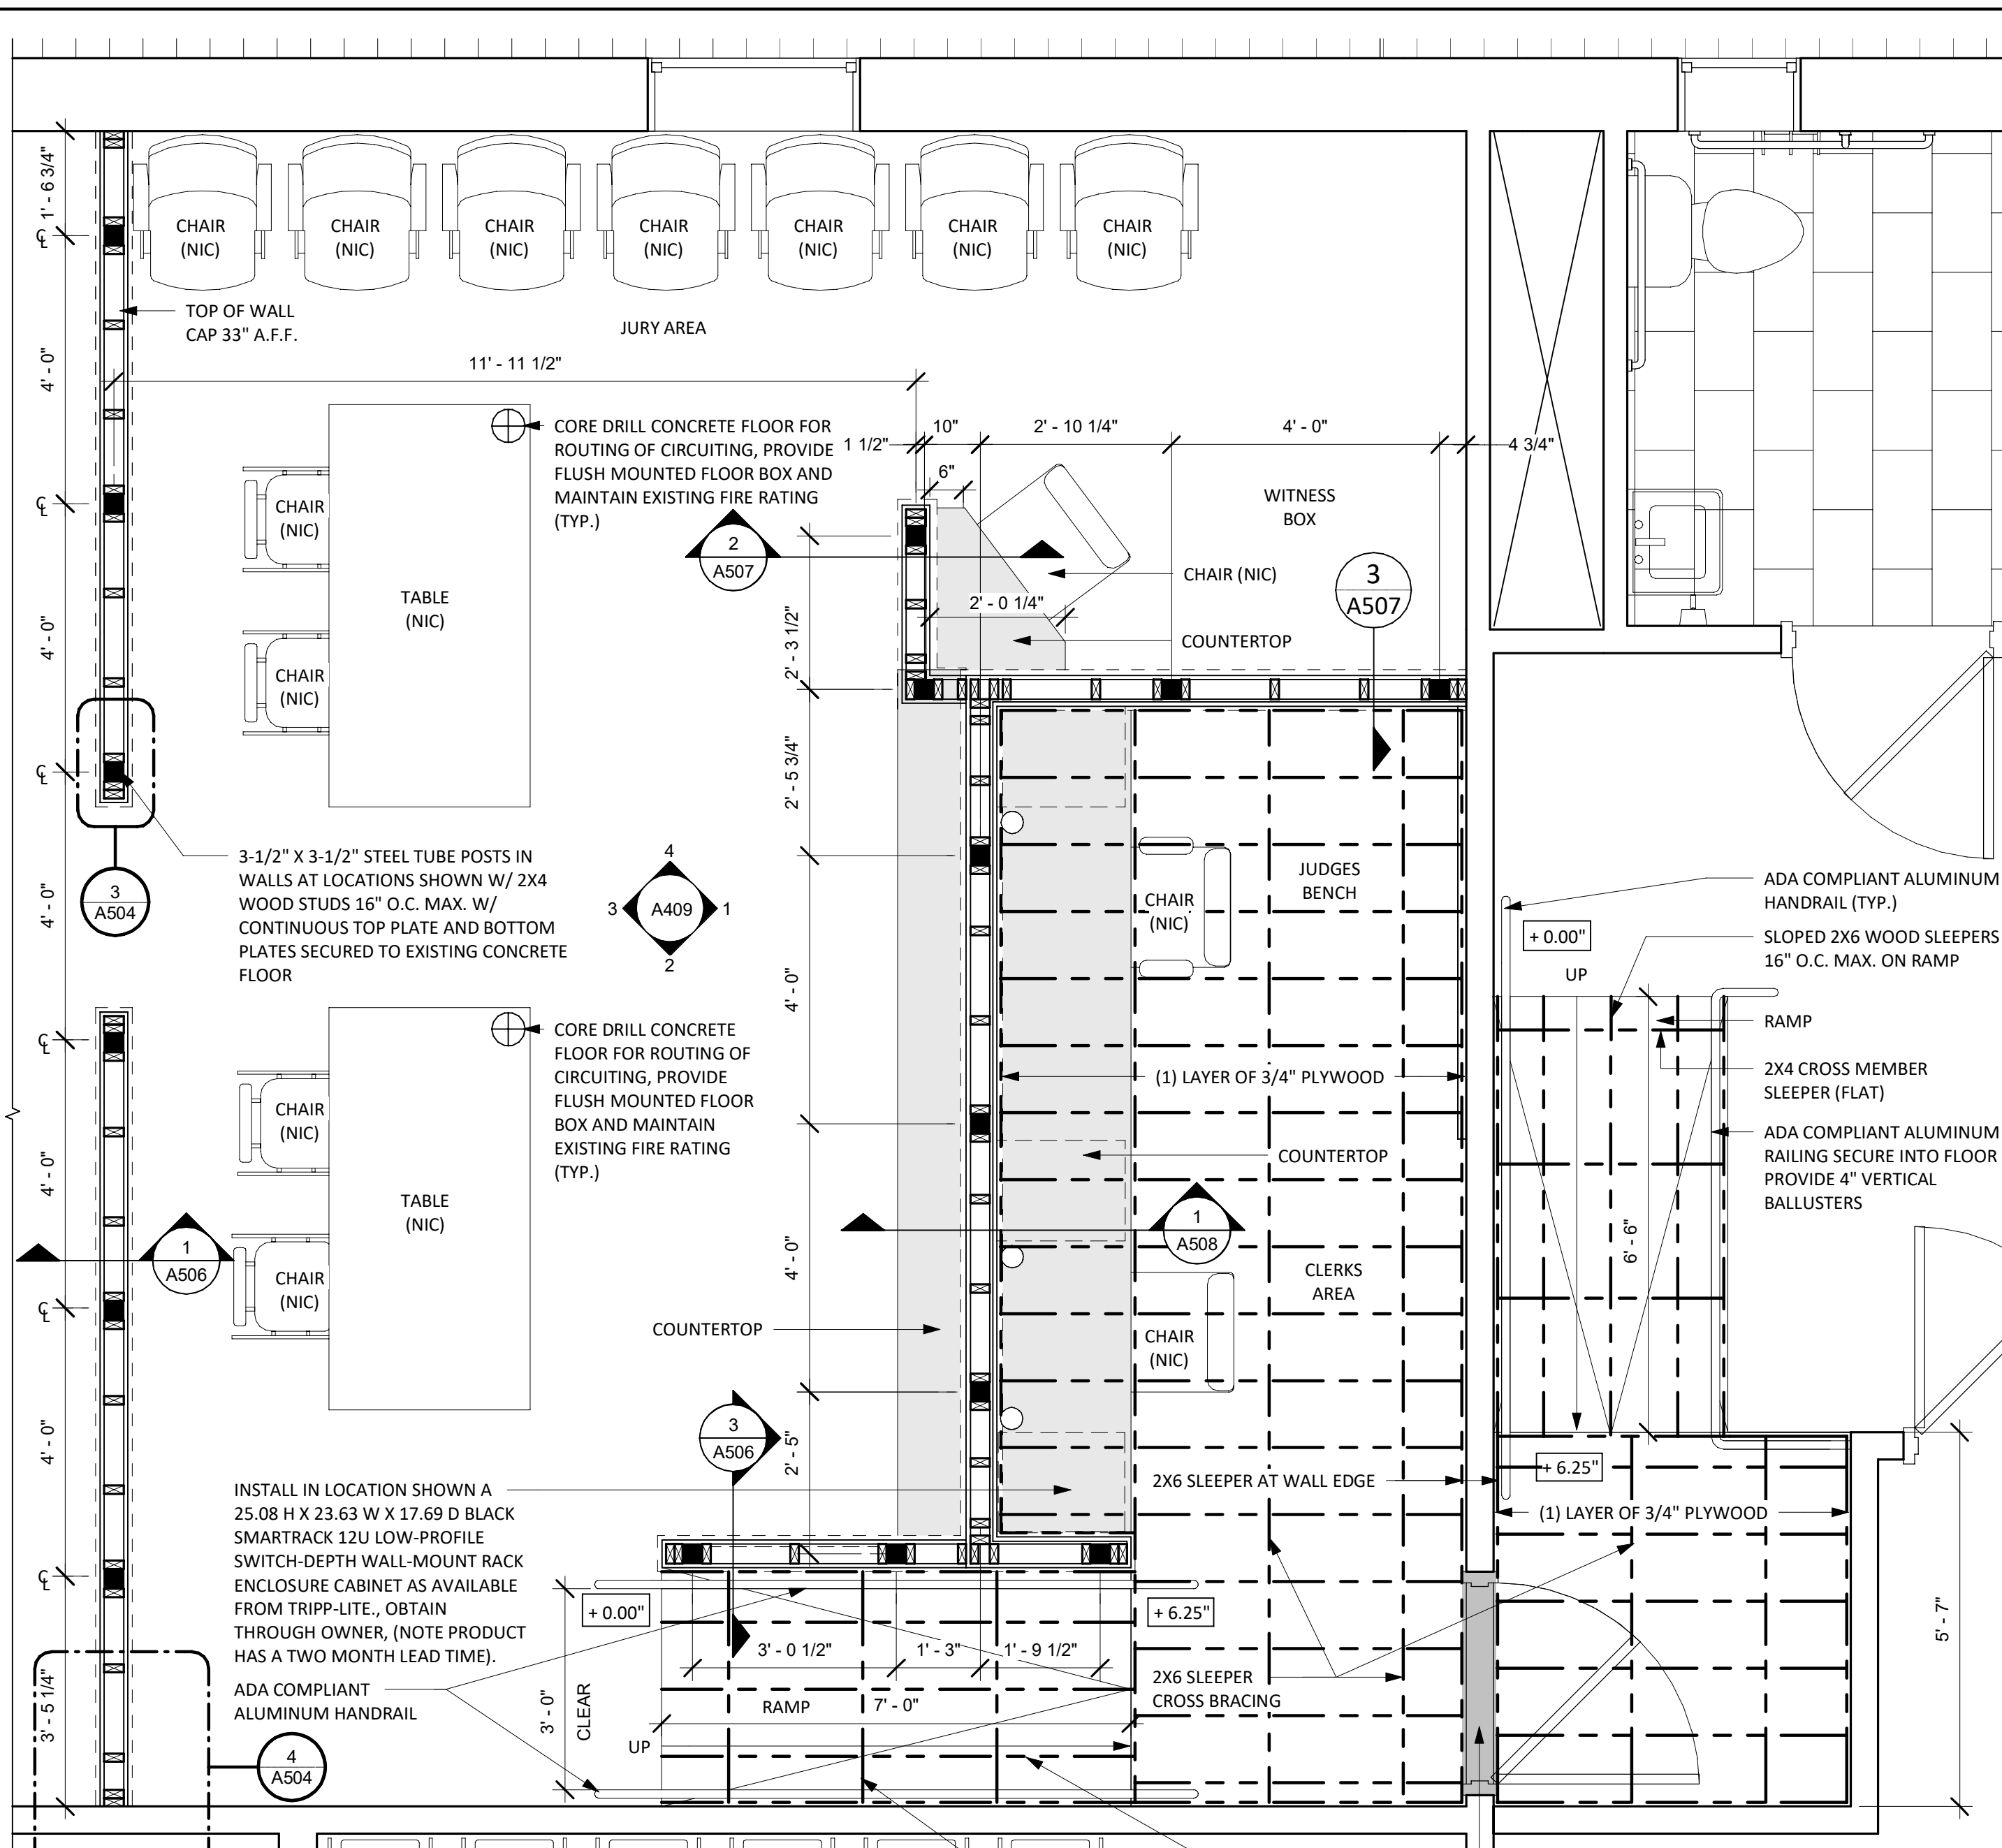 1' - 6 3/4"
4' - 0"
4' - 0"
4' - 0"
4' - 0"
4' - 0"
3' - 5 1/4"
CL
CL
CL
CL
CL
CL
CHAIR
(NIC)
CHAIR
(NIC)
CHAIR
(NIC)
CHAIR
(NIC)
CHAIR
(NIC)
CHAIR
(NIC)
CHAIR
(NIC)
TOP OF WALL
CAP 33" A.F.F.
JURY AREA
11' - 11 1/2"
CORE DRILL CONCRETE FLOOR FOR
ROUTING OF CIRCUITING, PROVIDE
FLUSH MOUNTED FLOOR BOX AND
MAINTAIN EXISTING FIRE RATING
(TYP.)
1 1/2"
10"
2' - 10 1/4"
4' - 0"
4 3/4"
6"
WITNESS
BOX
CHAIR
(NIC)
TABLE
(NIC)
CHAIR
(NIC)
2
A507
CHAIR (NIC)
2' - 0 1/4"
COUNTERTOP
3
A507
2' - 3 1/2"
2' - 5 3/4"
4' - 0"
4' - 0"
2' - 5"
3-1/2" X 3-1/2" STEEL TUBE POSTS IN
WALLS AT LOCATIONS SHOWN W/ 2X4
WOOD STUDS 16" O.C. MAX. W/
CONTINUOUS TOP PLATE AND BOTTOM
PLATES SECURED TO EXISTING CONCRETE
FLOOR
3
A504
4
3
A409
1
2
JUDGES
BENCH
CHAIR
(NIC)
ADA COMPLIANT ALUMINUM
HANDRAIL (TYP.)
+ 0.00"
UP
SLOPED 2X6 WOOD SLEEPERS
16" O.C. MAX. ON RAMP
RAMP
2X4 CROSS MEMBER
SLEEPER (FLAT)
ADA COMPLIANT ALUMINUM
RAILING SECURE INTO FLOOR
PROVIDE 4" VERTICAL
BALLUSTERS
6' - 6"
CORE DRILL CONCRETE
FLOOR FOR ROUTING OF
CIRCUITING, PROVIDE
FLUSH MOUNTED FLOOR
BOX AND MAINTAIN
EXISTING FIRE RATING
(TYP.)
(1) LAYER OF 3/4" PLYWOOD
CHAIR
(NIC)
TABLE
(NIC)
CHAIR
(NIC)
COUNTERTOP
1
A506
1
A508
CLERKS
AREA
COUNTERTOP
CHAIR
(NIC)
3
A506
INSTALL IN LOCATION SHOWN A
25.08 H X 23.63 W X 17.69 D BLACK
SMARTRACK 12U LOW-PROFILE
SWITCH-DEPTH WALL-MOUNT RACK
ENCLOSURE CABINET AS AVAILABLE
FROM TRIPP-LITE., OBTAIN
THROUGH OWNER, (NOTE PRODUCT
HAS A TWO MONTH LEAD TIME).
2X6 SLEEPER AT WALL EDGE
+ 6.25"
(1) LAYER OF 3/4" PLYWOOD
+ 0.00"
+ 6.25"
3' - 0 1/2"
1' - 3"
1' - 9 1/2"
ADA COMPLIANT
ALUMINUM HANDRAIL
3' - 0"
CLEAR
RAMP
7' - 0"
UP
2X6 SLEEPER
CROSS BRACING
5' - 7"
4
A504